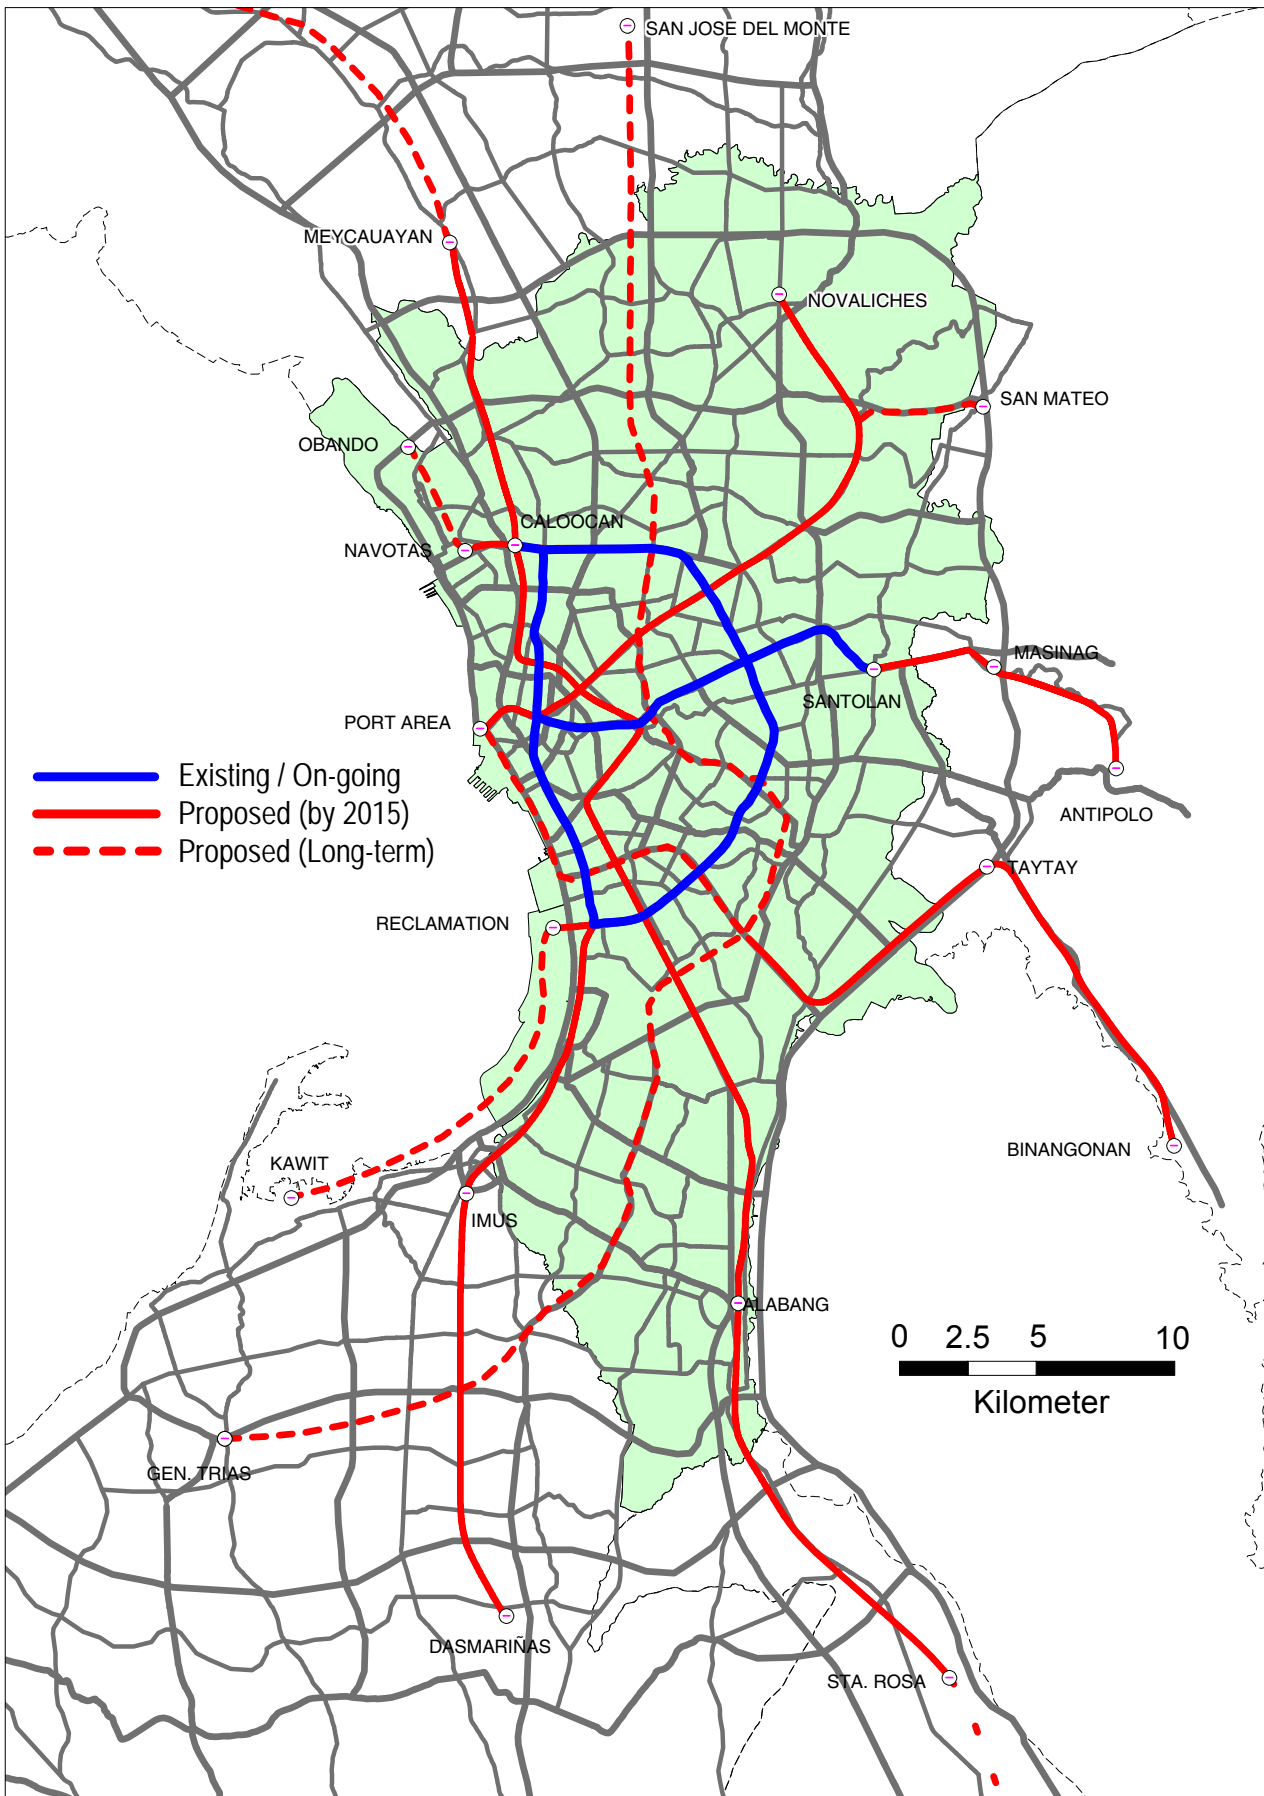 SAN JOSE DEL MONTE
MEYCAUAYAN
NOVALICHES
SAN MATEO
OBANDO
CALOOCAN
NAVOTAS
MASINAG
SANTOLAN
PORT AREA
Existing / On-going
Proposed (by 2015)
Proposed (Long-term)
ANTIPOLO
TAYTAY
RECLAMATION
BINANGONAN
KAWIT
IMUS
ALABANG
0 2.5 5 10
Kilometer
GEN. TRIAS
DASMARIÑAS
STA. ROSA